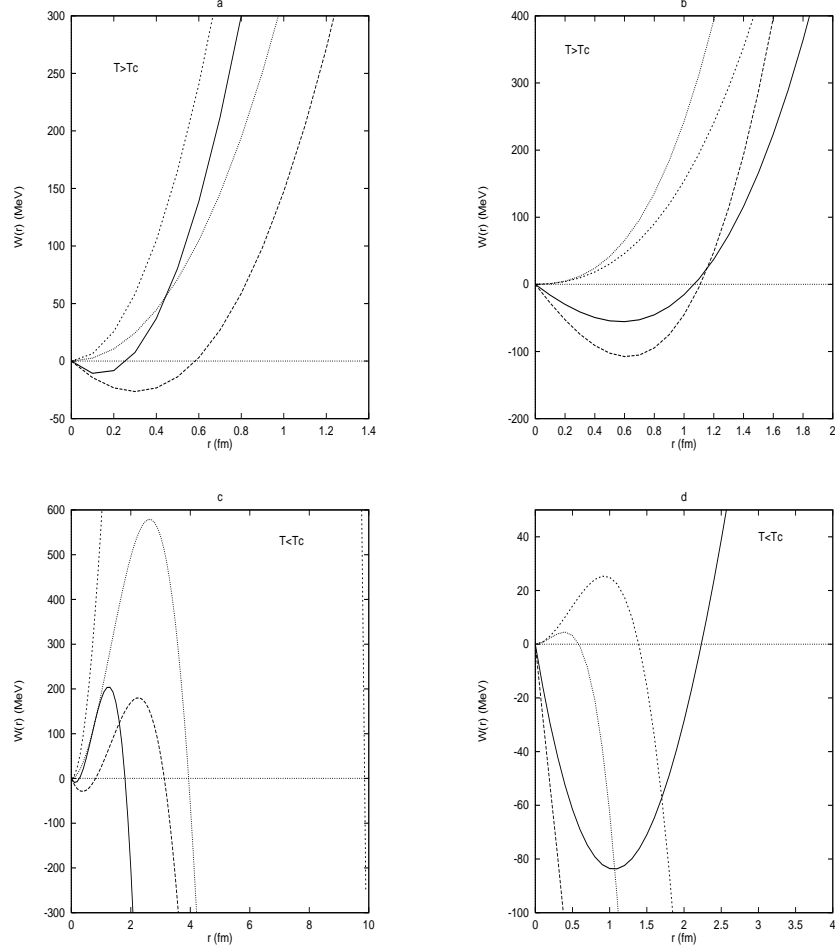 a
300
250
200
150
100
50
0
-50
W(r) (MeV)
T>Tc
0 0.2 0.4 0.6 0.8 1 1.2 1.4
r (fm)
b
400
300
200
100
0
-100
-200
W(r) (MeV)
T>Tc
0 0.2 0.4 0.6 0.8 1 1.2 1.4 1.6 1.8 2
r (fm)
c
600
500
400
300
200
100
0
-100
-200
-300
W(r) (MeV)
T<Tc
0 2 4 6 8 10
r (fm)
d
40
20
0
-20
-40
-60
-80
-100
W(r) (MeV)
T<Tc
0 0.5 1 1.5 2 2.5 3 3.5 4
r (fm)